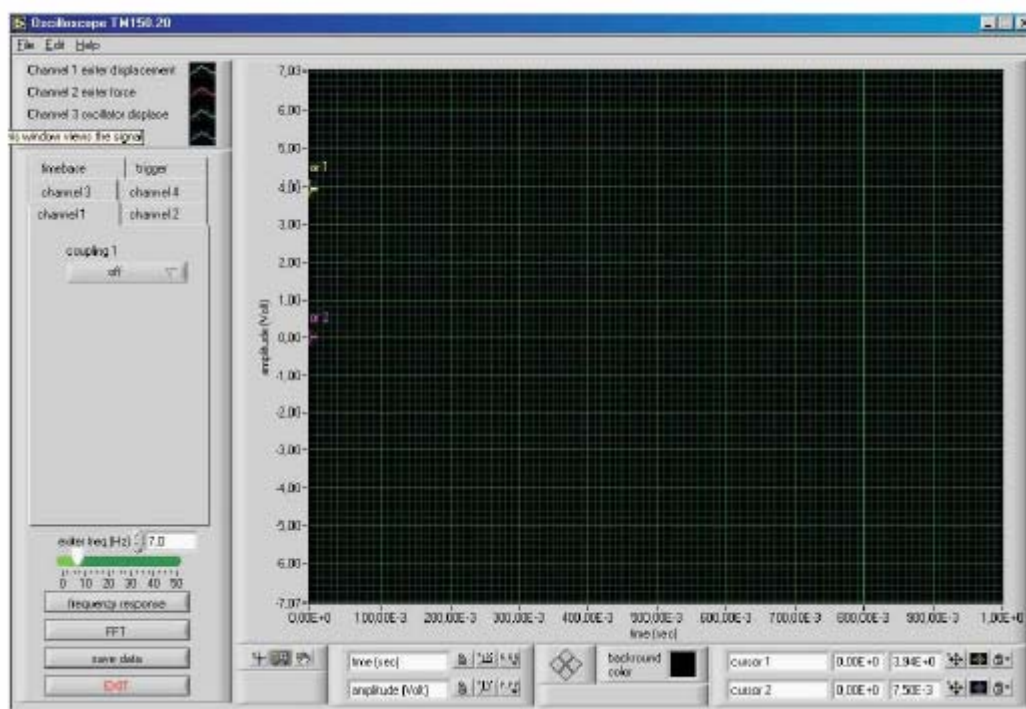 Oscilloscope TM150.20
File Edit Help
Channel 1 exiter displacement
Channel 2 exiter force
Channel 3 oscillator displace
is window views the signal
timebase trigger
channel 3 channel 4
channel 1 channel 2
coupling 1
off
exiter freq (Hz) 7.0
0 10 20 30 40 50
frequency response
FFT
save data
EXIT
amplitude (Volt)
7,03
6,00
5,00
4,00
3,00
2,00
1,00
0,00
-1,00
-2,00
-3,00
-4,00
-5,00
-6,00
-7,07
or 1
or 2
0,00E+0 100,00E-3 200,00E-3 300,00E-3 400,00E-3 500,00E-3 600,00E-3 700,00E-3 800,00E-3 900,00E-3 1,00E+0
time (sec)
time (sec)
amplitude (Volt)
backround
color
cursor 1 0,00E+0 3,94E+0
cursor 2 0,00E+0 7,50E-3